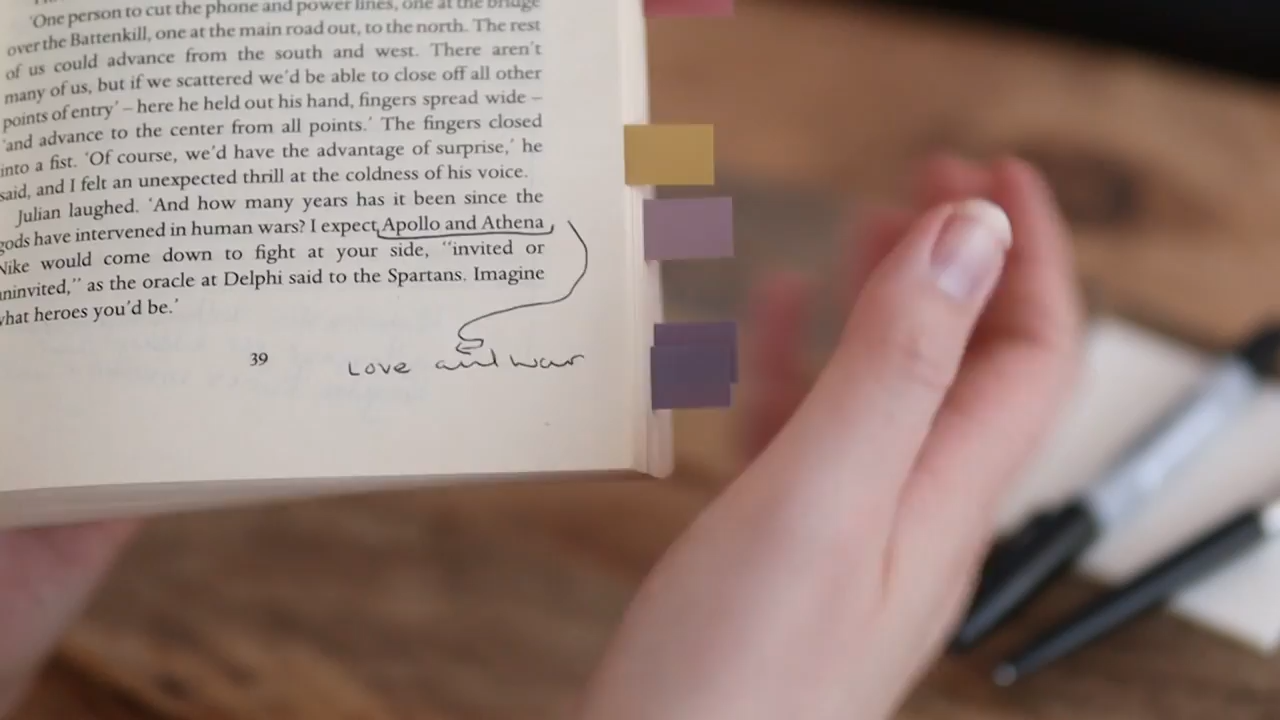 'One person to cut the phone and power lines, one at the bridge
over the Battenkill, one at the main road out, to the north. The rest
of us could advance from the south and west. There aren't
many of us, but if we scattered we'd be able to close off all other
points of entry' – here he held out his hand, fingers spread wide –
'and advance to the center from all points.' The fingers closed
into a fist. 'Of course, we'd have the advantage of surprise,' he
said, and I felt an unexpected thrill at the coldness of his voice.
Julian laughed. 'And how many years has it been since the
gods have intervened in human wars? I expect Apollo and Athena
Nike would come down to fight at your side, "invited or
uninvited," as the oracle at Delphi said to the Spartans. Imagine
what heroes you'd be.'
39
Love and war